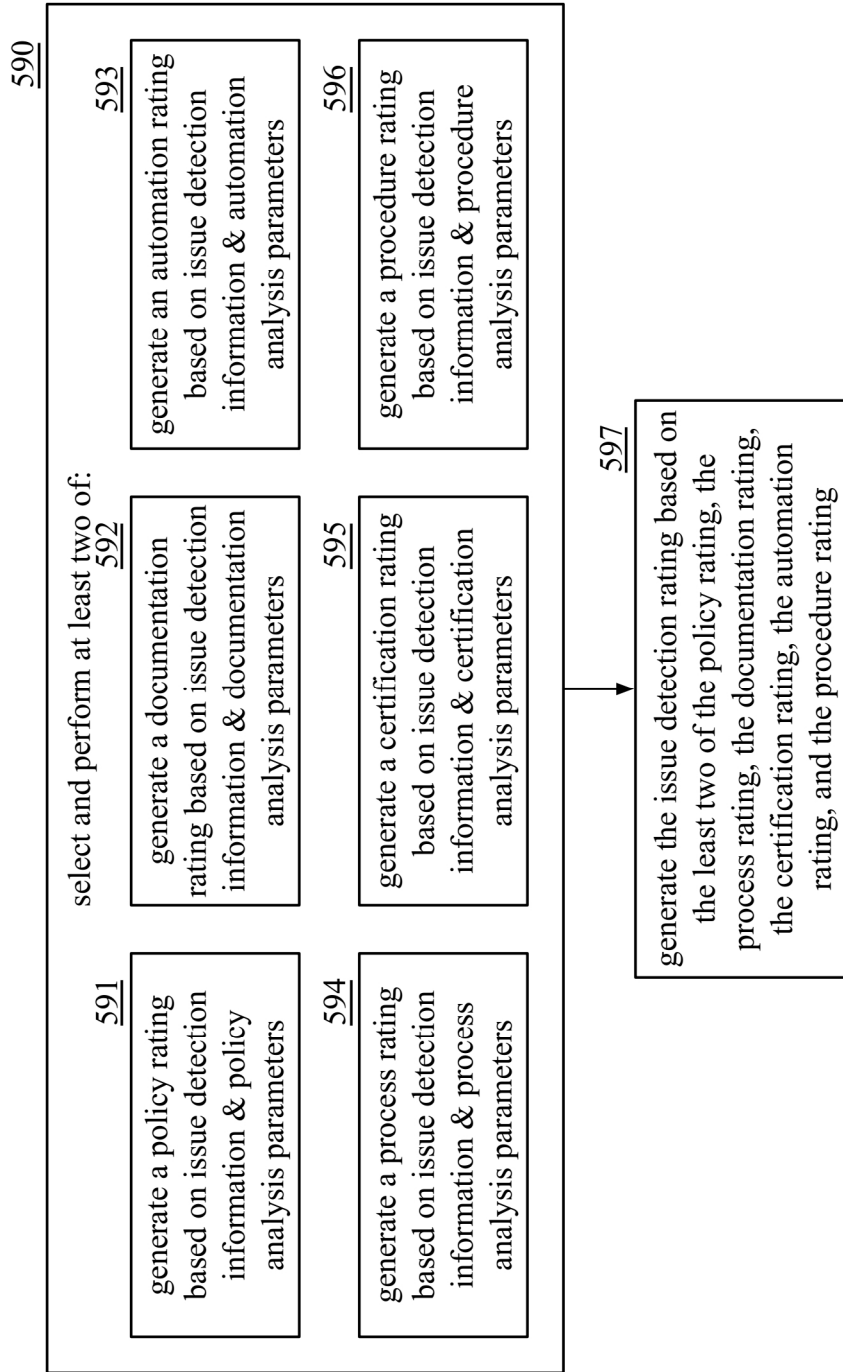 590
select and perform at least two of:
591
generate a policy rating
based on issue detection
information & policy
analysis parameters
592
generate a documentation
rating based on issue detection
information & documentation
analysis parameters
593
generate an automation rating
based on issue detection
information & automation
analysis parameters
594
generate a process rating
based on issue detection
information & process
analysis parameters
595
generate a certification rating
based on issue detection
information & certification
analysis parameters
596
generate a procedure rating
based on issue detection
information & procedure
analysis parameters
597
generate the issue detection rating based on
the least two of the policy rating, the
process rating, the documentation rating,
the certification rating, the automation
rating, and the procedure rating